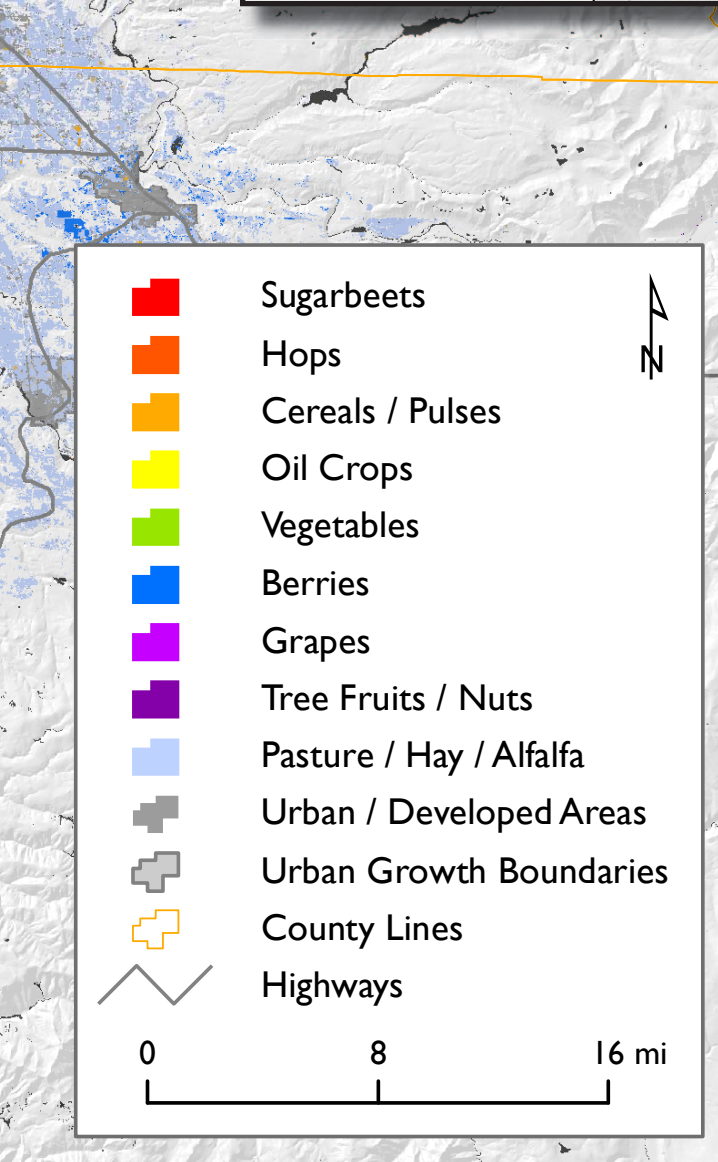 Sugarbeets
N
Hops
Cereals / Pulses
Oil Crops
Vegetables
Berries
Grapes
Tree Fruits / Nuts
Pasture / Hay / Alfalfa
Urban / Developed Areas
Urban Growth Boundaries
County Lines
Highways
0 8 16 mi